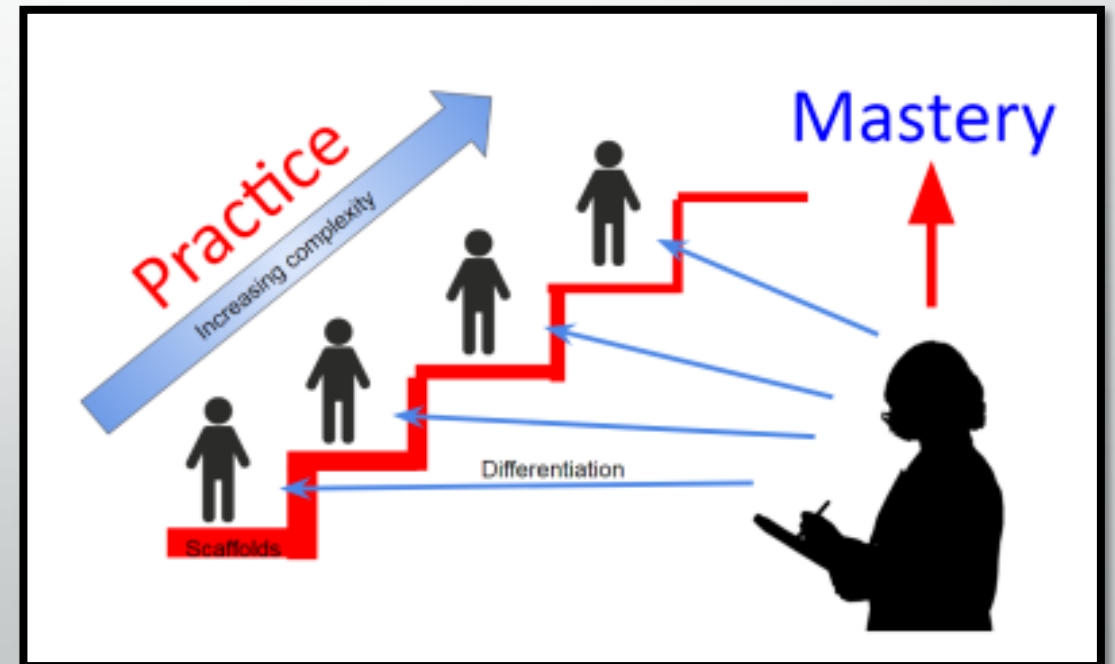 Practice
Increasing complexity
Mastery
Differentiation
Scaffolds